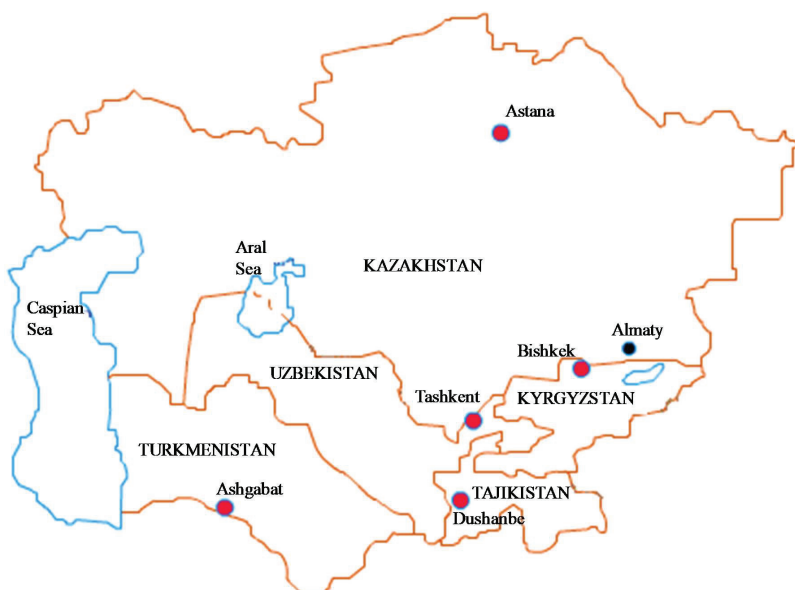 Astana
Aral
Sea
KAZAKHSTAN
Caspian
Sea
Almaty
Bishkek
UZBEKISTAN
Tashkent
KYRGYZSTAN
TURKMENISTAN
Ashgabat
TAJIKISTAN
Dushanbe